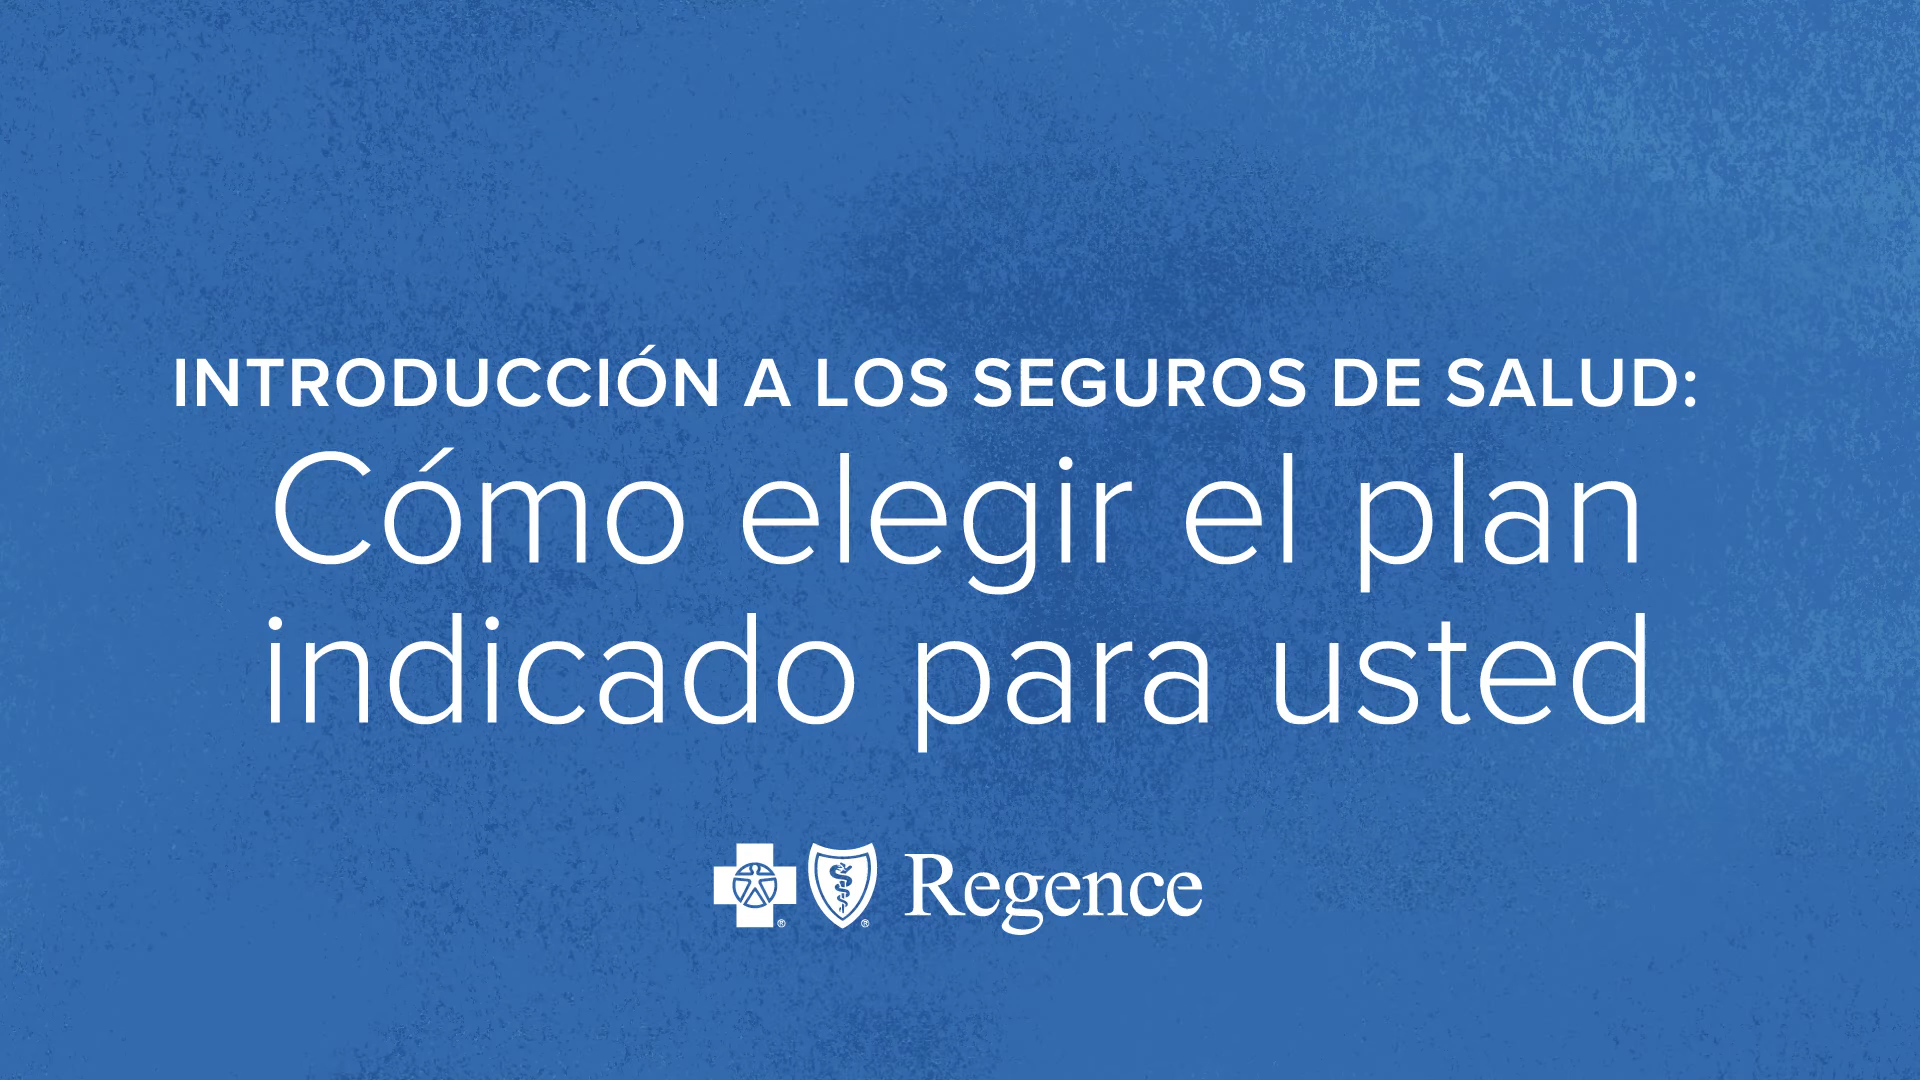 INTRODUCCIÓN A LOS SEGUROS DE SALUD:
Cómo elegir el plan
indicado para usted
® ® Regence